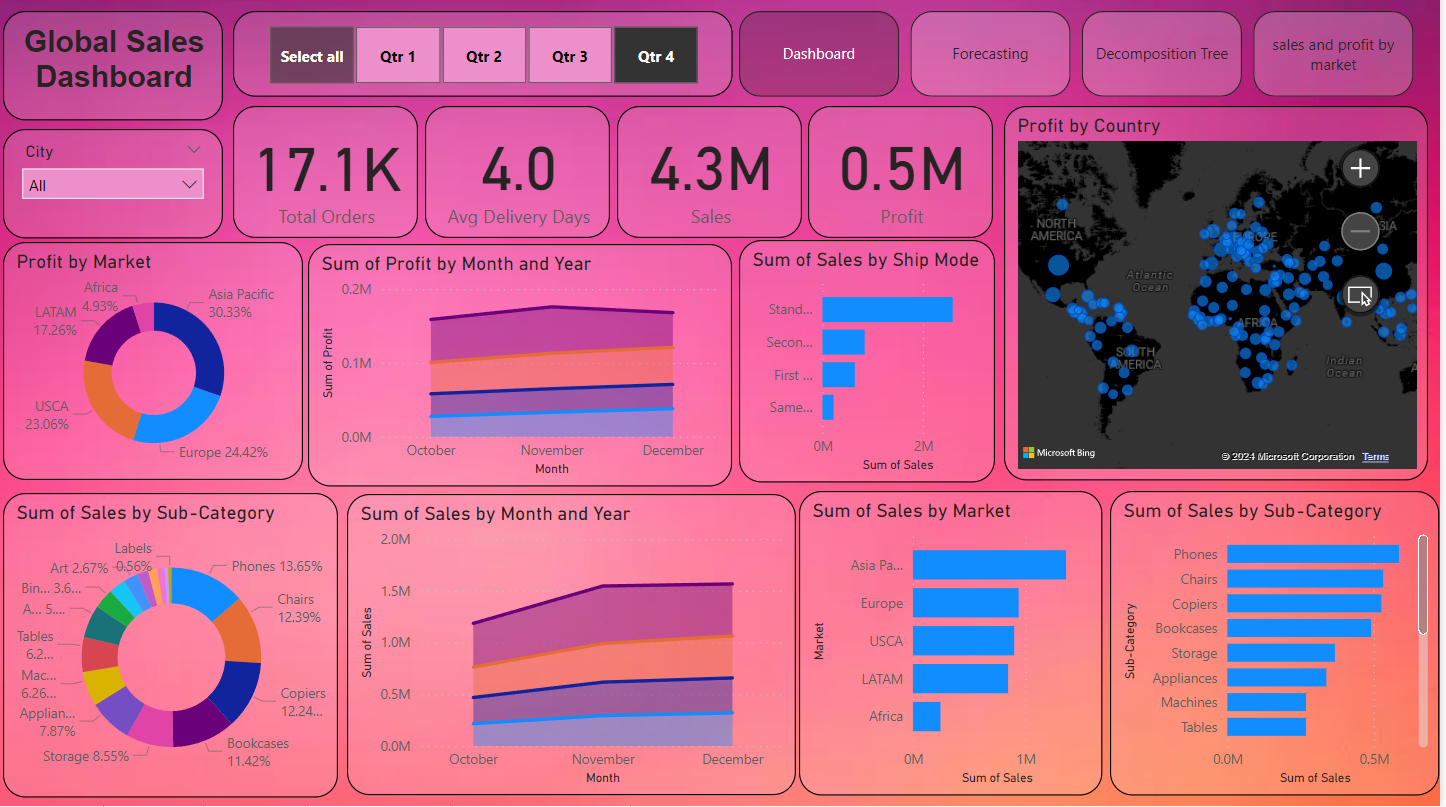 Global Sales
Dashboard
Select all
Qtr 1
Qtr 2
Qtr 3
Qtr 4
Dashboard
Forecasting
Decomposition Tree
sales and profit by
market
City
All
17.1K
Total Orders
4.0
Avg Delivery Days
4.3M
Sales
0.5M
Profit
Profit by Country
NORTH
AMERICA
EUROPE
SIA
Atlantic
Ocean
AFRICA
SOUTH
AMERICA
Indian
Ocean
A
Microsoft Bing
© 2024 Microsoft Corporation Terms
Profit by Market
Africa
4.93%
Asia Pacific
30.33%
LATAM
17.26%
USCA
23.06%
Europe 24.42%
Sum of Profit by Month and Year
0.2M
0.1M
0.0M
Sum of Profit
October
November
December
Month
Sum of Sales by Ship Mode
Stand...
Secon...
First ...
Same...
0M
2M
Sum of Sales
Sum of Sales by Sub-Category
Labels
0.56%
Art 2.67%
Phones 13.65%
Bin... 3.6...
Chairs
12.39%
A... 5....
Tables
6.2...
Mac...
6.26...
Copiers
12.24...
Applian...
7.87%
Bookcases
11.42%
Storage 8.55%
Sum of Sales by Month and Year
2.0M
1.5M
1.0M
0.5M
0.0M
Sum of Sales
October
November
December
Month
Sum of Sales by Market
Market
Asia Pa...
Europe
USCA
LATAM
Africa
0M
1M
Sum of Sales
Sum of Sales by Sub-Category
Sub-Category
Phones
Chairs
Copiers
Bookcases
Storage
Appliances
Machines
Tables
0.0M
0.5M
Sum of Sales